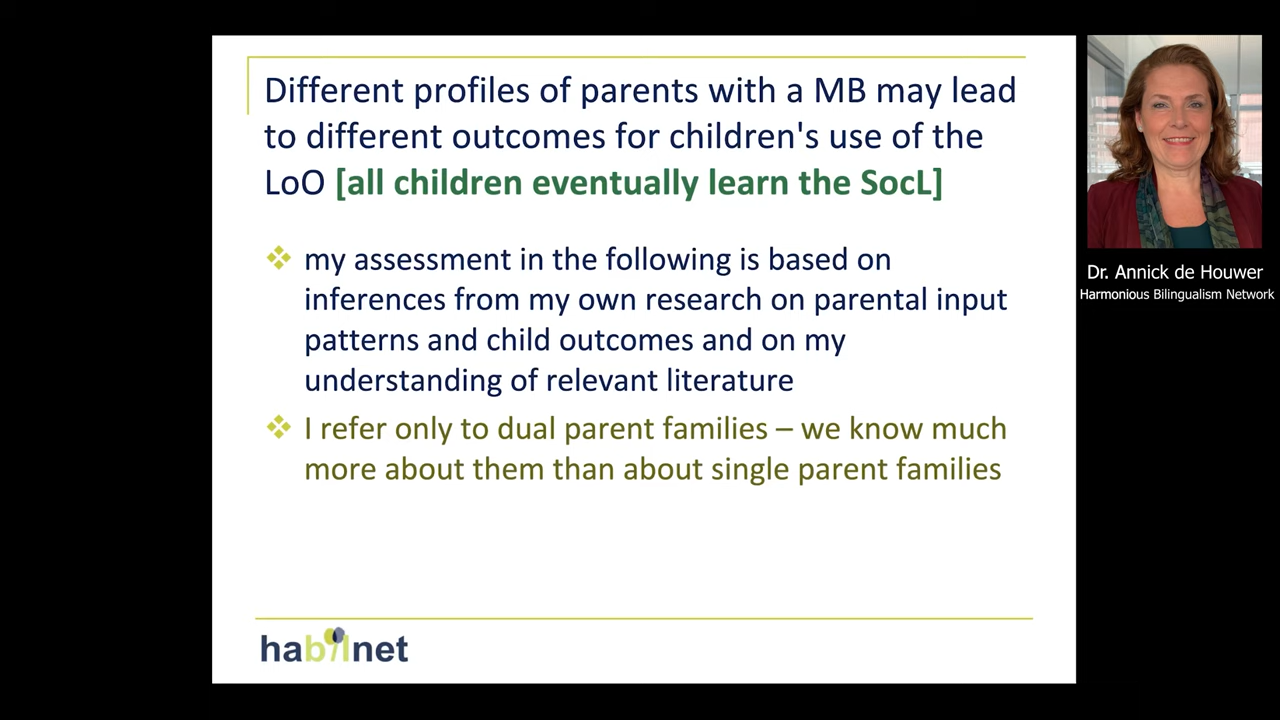 Different profiles of parents with a MB may lead
to different outcomes for children's use of the
LoO [all children eventually learn the SocL]
my assessment in the following is based on
inferences from my own research on parental input
patterns and child outcomes and on my
understanding of relevant literature
I refer only to dual parent families – we know much
more about them than about single parent families
habilnet
Dr. Annick de Houwer
Harmonious Bilingualism Network